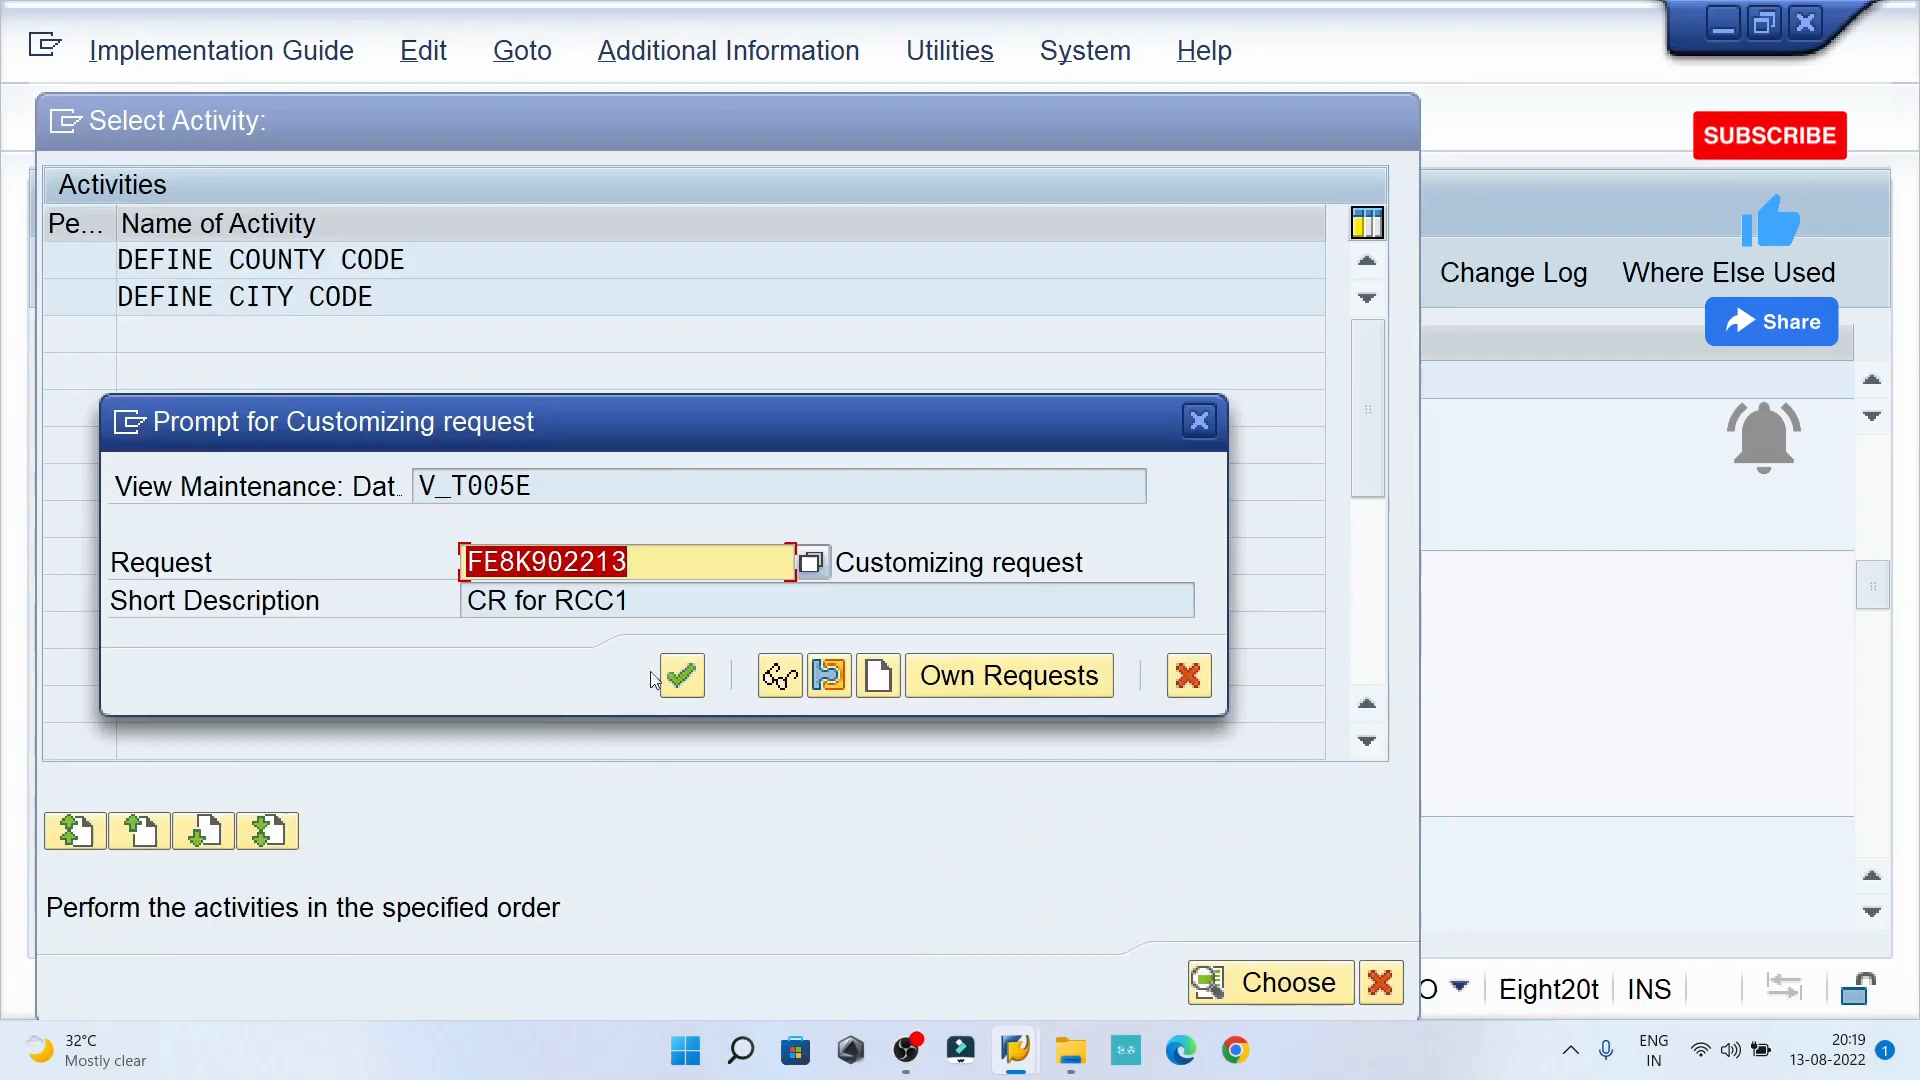 Implementation Guide Edit Goto Additional Information Utilities System Help
Select Activity:
SUBSCRIBE
Activities
Pe... Name of Activity
DEFINE COUNTY CODE
DEFINE CITY CODE
Change Log Where Else Used
Share
Prompt for Customizing request
View Maintenance: Dat.. V_T005E
Request FE8K902213 Customizing request
Short Description CR for RCC1
Own Requests
Perform the activities in the specified order
Choose
O Eight20t INS
32°C
Mostly clear
ENG
IN
20:19
13-08-2022
1